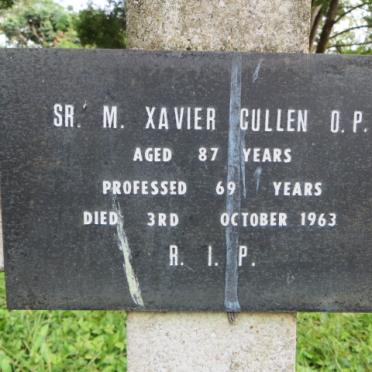 SR. M. XAVIER CULLEN O.P.
AGED 87 YEARS
PROFESSED 69 YEARS
DIED 3RD OCTOBER 1963
R. I. P.